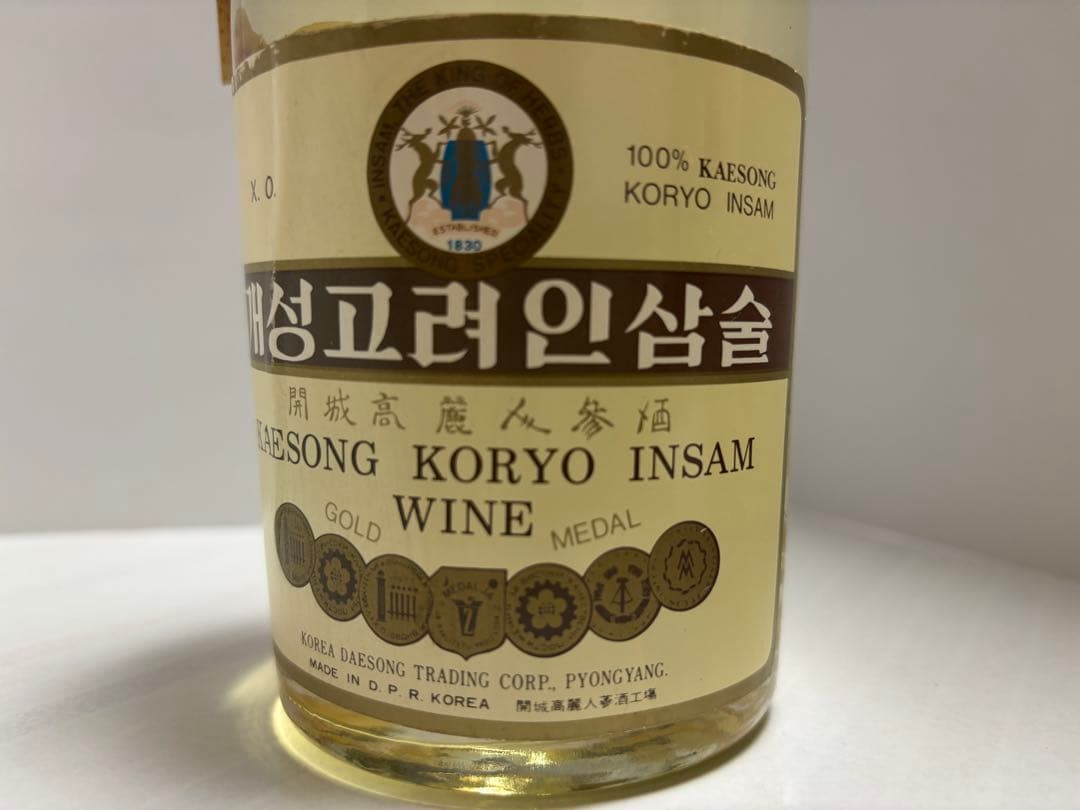 INSAM, THE KING OF HERBS
KAESONG SPECIALITY
ESTABLISHED
1830
X. O.
100% KAESONG
KORYO INSAM
개성고려인삼술
開城高麗人參酒
KAESONG KORYO INSAM
WINE
GOLD MEDAL
KOREA DAESONG TRADING CORP., PYONGYANG.
MADE IN D. P. R. KOREA 開城高麗人蔘酒工場